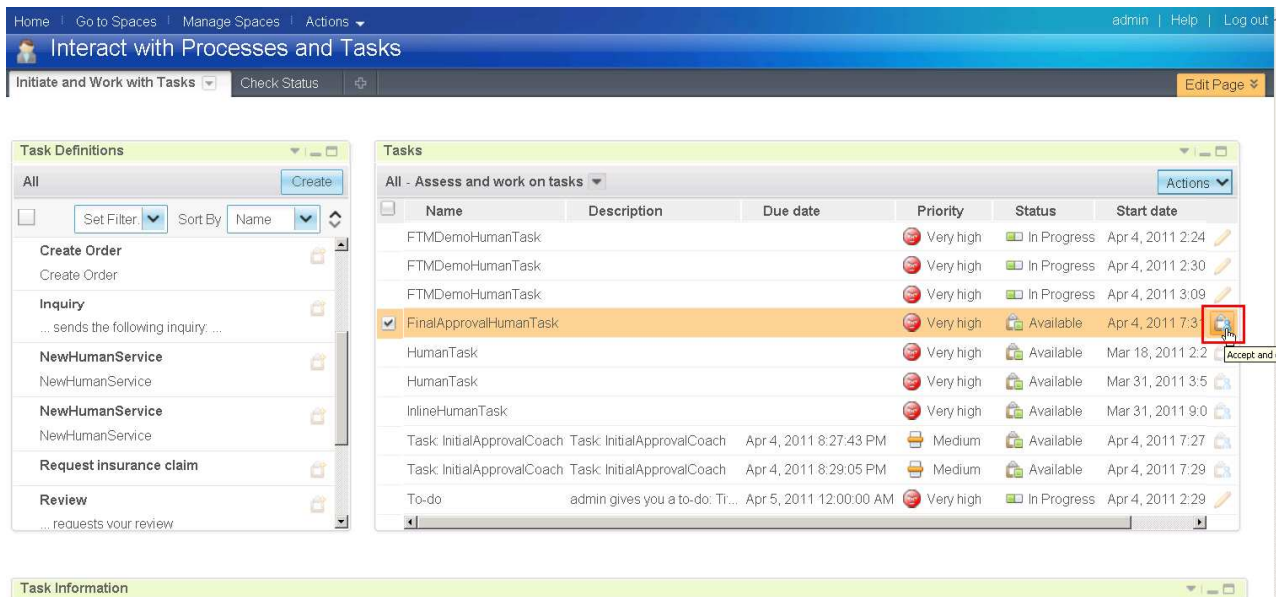 Home Go to Spaces Manage Spaces Actions admin | Help | Log out
Interact with Processes and Tasks
Initiate and Work with Tasks Check Status Edit Page
Task Definitions
All Create
Set Filter. Sort By Name
Create Order
Create Order
Inquiry
... sends the following inquiry: ...
NewHumanService
NewHumanService
NewHumanService
NewHumanService
Request insurance claim
Review
... requests your review
Tasks
All - Assess and work on tasks Actions
Name Description Due date Priority Status Start date
FTMDemoHumanTask Very high In Progress Apr 4, 2011 2:24
FTMDemoHumanTask Very high In Progress Apr 4, 2011 2:30
FTMDemoHumanTask Very high In Progress Apr 4, 2011 3:09
FinalApprovalHumanTask Very high Available Apr 4, 2011 7:31
HumanTask Very high Available Mar 18, 2011 2:2
Accept and
HumanTask Very high Available Mar 31, 2011 3:5
InlineHumanTask Very high Available Mar 31, 2011 9:0
Task: InitialApprovalCoach Task: InitialApprovalCoach Apr 4, 2011 8:27:43 PM Medium Available Apr 4, 2011 7:27
Task: InitialApprovalCoach Task: InitialApprovalCoach Apr 4, 2011 8:29:05 PM Medium Available Apr 4, 2011 7:29
To-do admin gives you a to-do: Ti... Apr 5, 2011 12:00:00 AM Very high In Progress Apr 4, 2011 2:29
Task Information